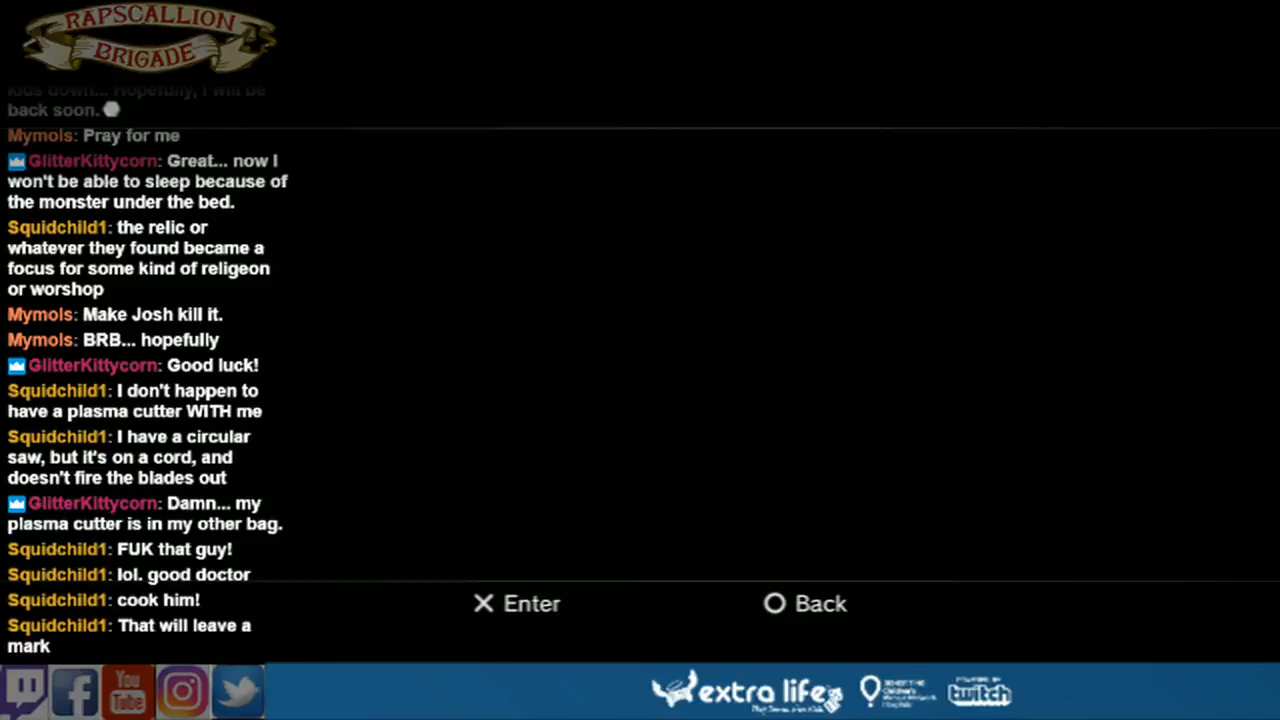 RAPSCALLION
BRIGADE
kids down... Hopefully, I will be
back soon.
Mymols: Pray for me
GlitterKittycorn: Great... now I
won't be able to sleep because of
the monster under the bed.
Squidchild1: the relic or
whatever they found became a
focus for some kind of religeon
or worshop
Mymols: Make Josh kill it.
Mymols: BRB... hopefully
GlitterKittycorn: Good luck!
Squidchild1: I don't happen to
have a plasma cutter WITH me
Squidchild1: I have a circular
saw, but it's on a cord, and
doesn't fire the blades out
GlitterKittycorn: Damn... my
plasma cutter is in my other bag.
Squidchild1: FUK that guy!
Squidchild1: lol. good doctor
Squidchild1: cook him!
Squidchild1: That will leave a
mark
Enter
Back
You
Tube
extra life
twitch